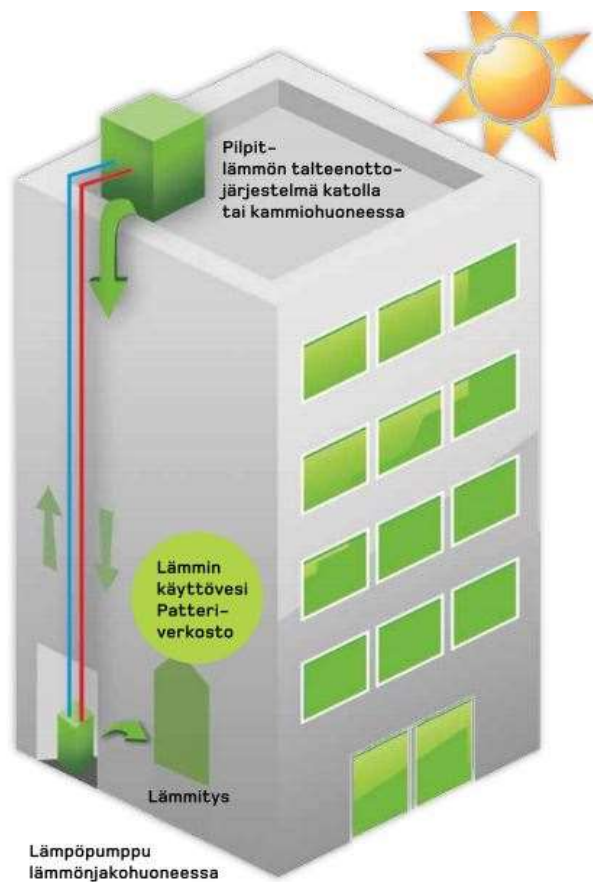 Pilpit-
lämmön talteenotto-
järjestelmä katolla
tai kammiohuoneessa
Lämmin
käyttövesi
Patteri-
verkosto
Lämmitys
Lämpöpumppu
lämmönjakohuoneessa